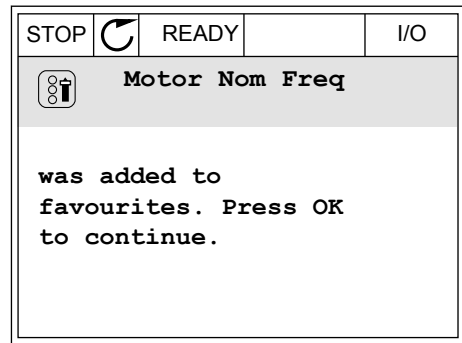 STOP READY I/O
Motor Nom Freq
was added to
favourites. Press OK
to continue.